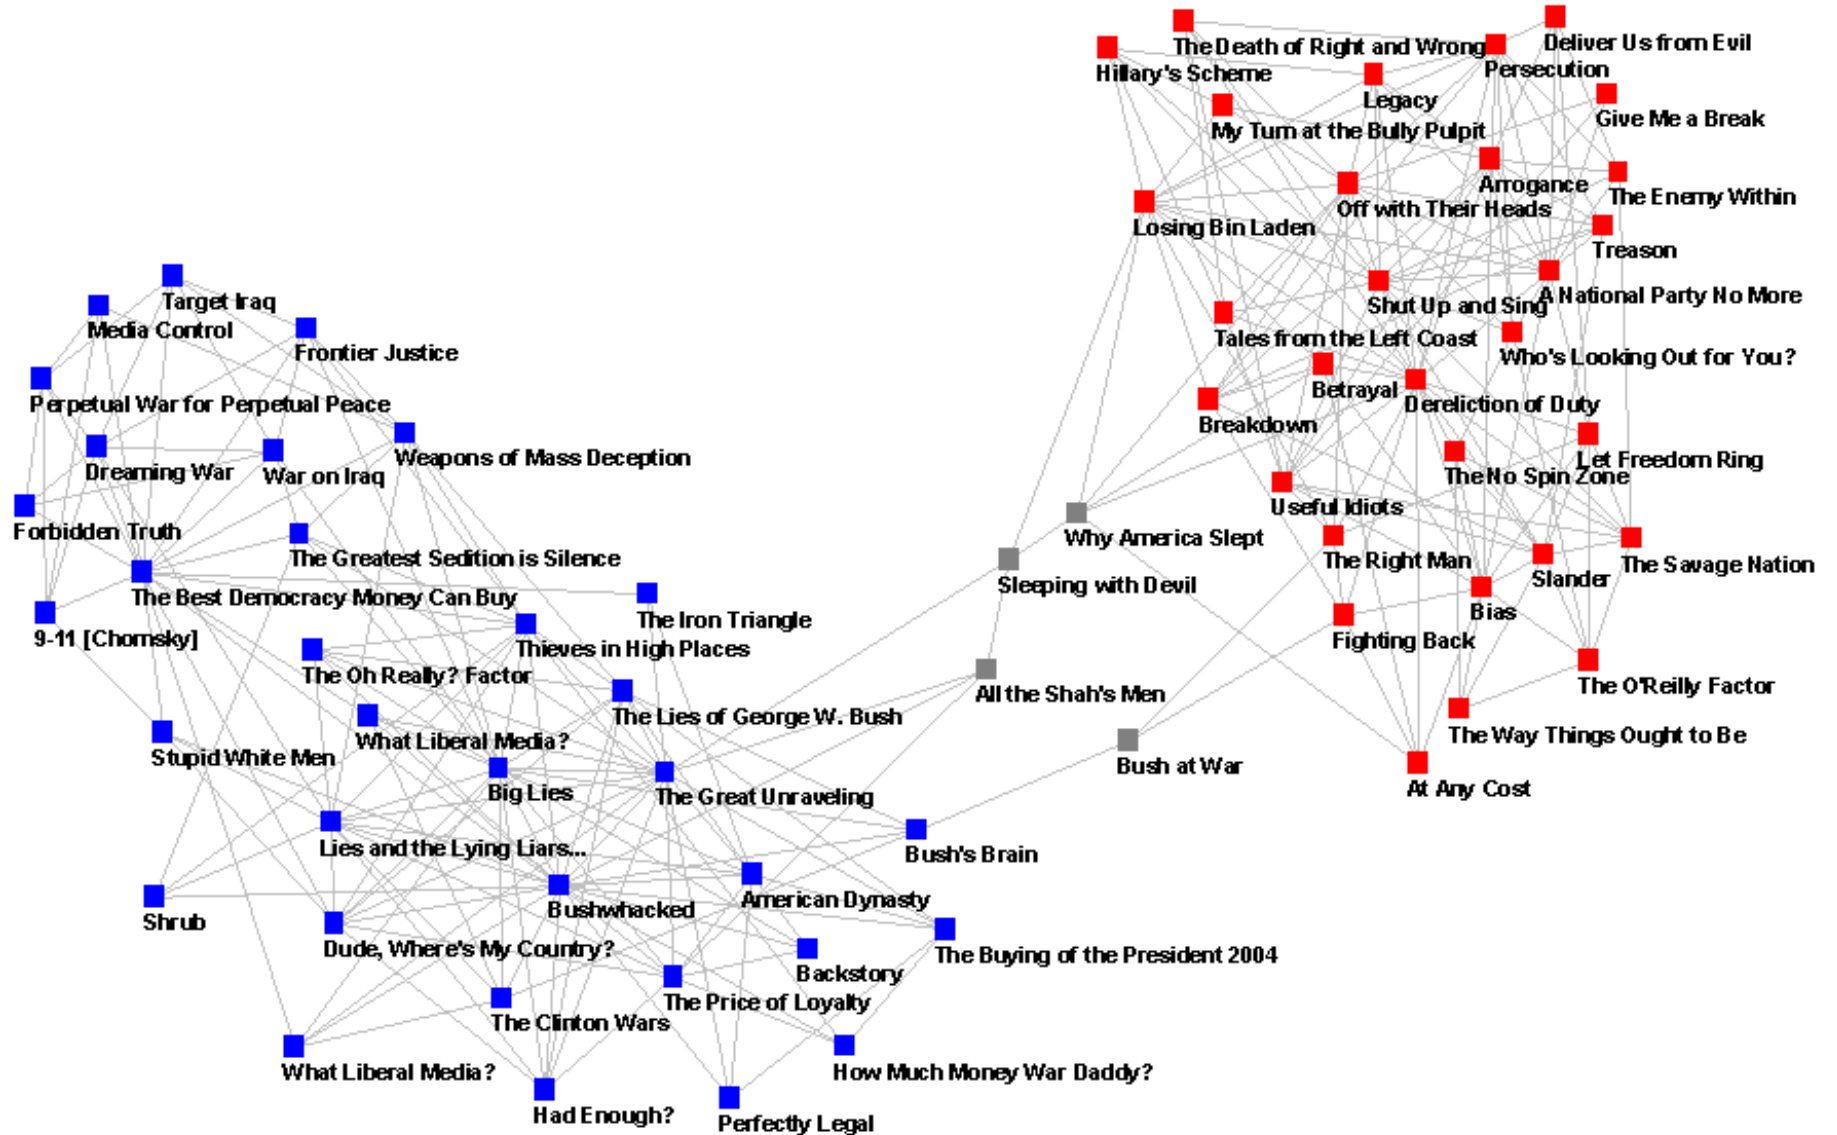 The Death of Right and Wrong
Deliver Us from Evil
Hillary's Scheme
Persecution
Legacy
Give Me a Break
My Turn at the Bully Pulpit
Arrogance
The Enemy Within
Off with Their Heads
Losing Bin Laden
Treason
A National Party No More
Shut Up and Sing
Target Iraq
Media Control
Tales from the Left Coast
Frontier Justice
Who's Looking Out for You?
Betrayal
Perpetual War for Perpetual Peace
Dereliction of Duty
Breakdown
Weapons of Mass Deception
Let Freedom Ring
Dreaming War
War on Iraq
The No Spin Zone
Useful Idiots
Forbidden Truth
Why America Slept
The Greatest Sedition is Silence
The Right Man
The Savage Nation
Slander
Sleeping with Devil
The Best Democracy Money Can Buy
Bias
The Iron Triangle
9-11 [Chomsky]
Fighting Back
Thieves in High Places
The Oh Really? Factor
The O'Reilly Factor
All the Shah's Men
The Lies of George W. Bush
The Way Things Ought to Be
What Liberal Media?
Stupid White Men
Bush at War
At Any Cost
Big Lies
The Great Unraveling
Lies and the Lying Liars...
Bush's Brain
American Dynasty
Bushwhacked
Shrub
Dude, Where's My Country?
The Buying of the President 2004
Backstory
The Price of Loyalty
The Clinton Wars
What Liberal Media?
How Much Money War Daddy?
Had Enough?
Perfectly Legal